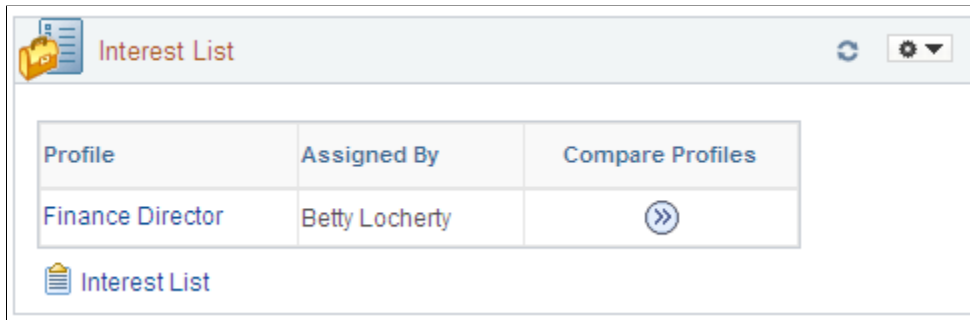 Interest List
Profile Assigned By Compare Profiles
Finance Director Betty Locherty
Interest List